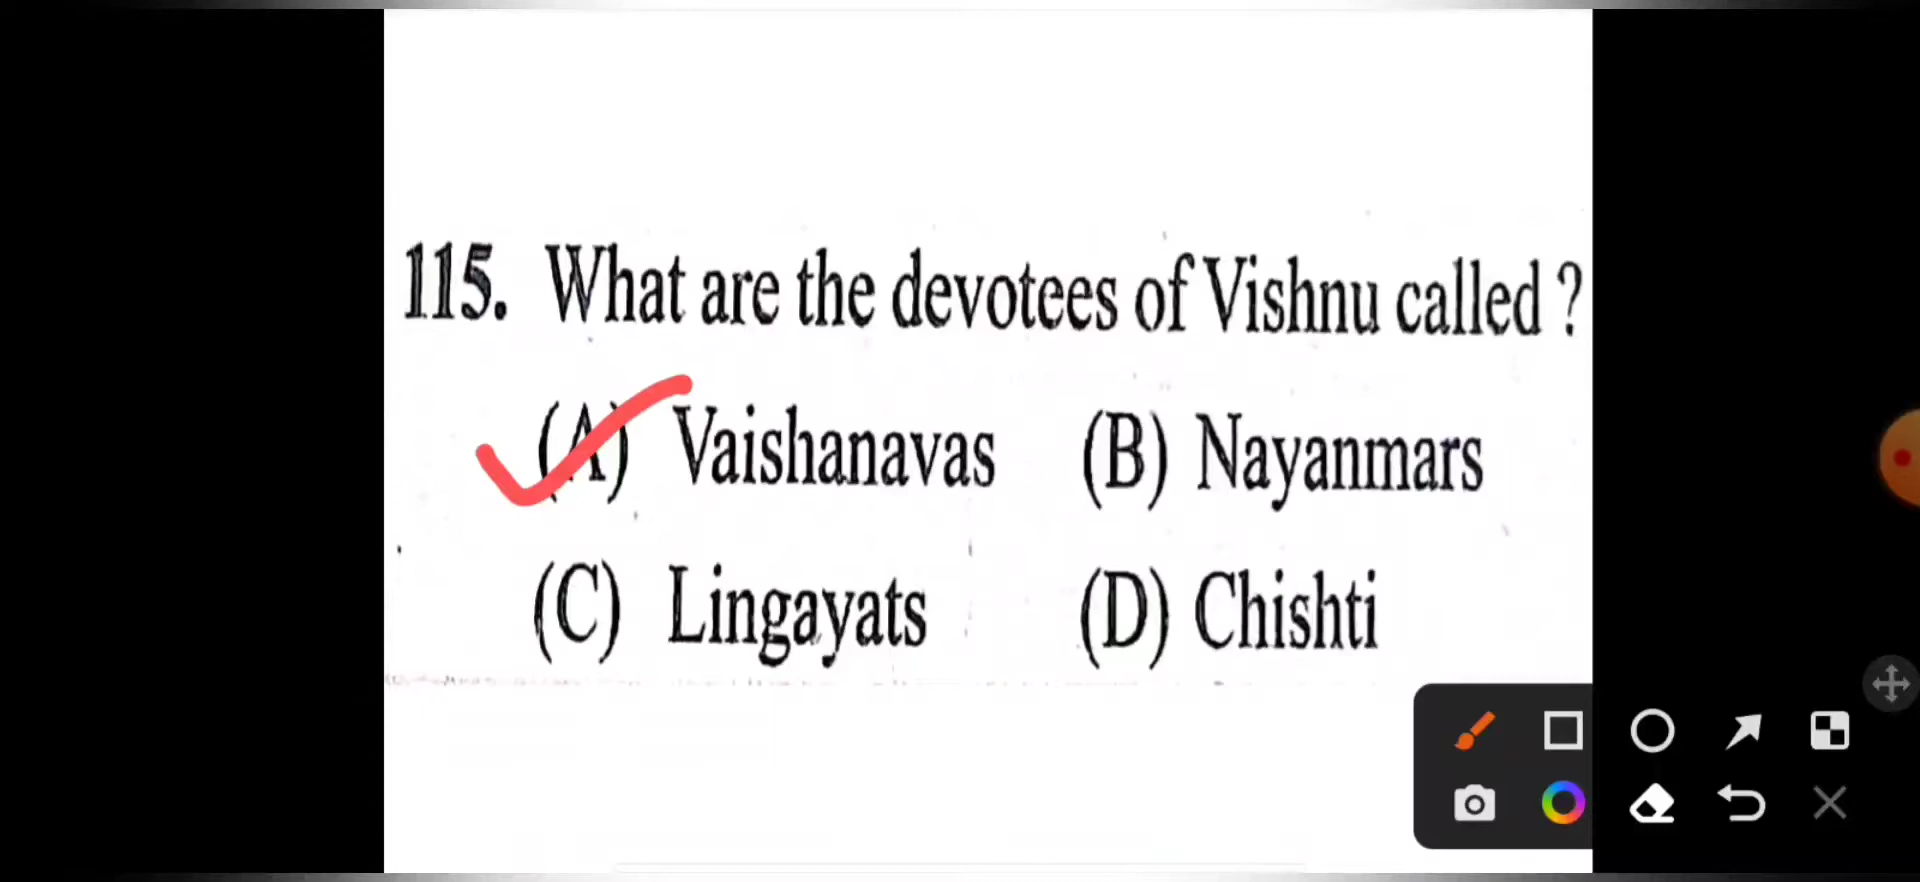 115. What are the devotees of Vishnu called ?
(A) Vaishanavas (B) Nayanmars
(C) Lingayats (D) Chishti